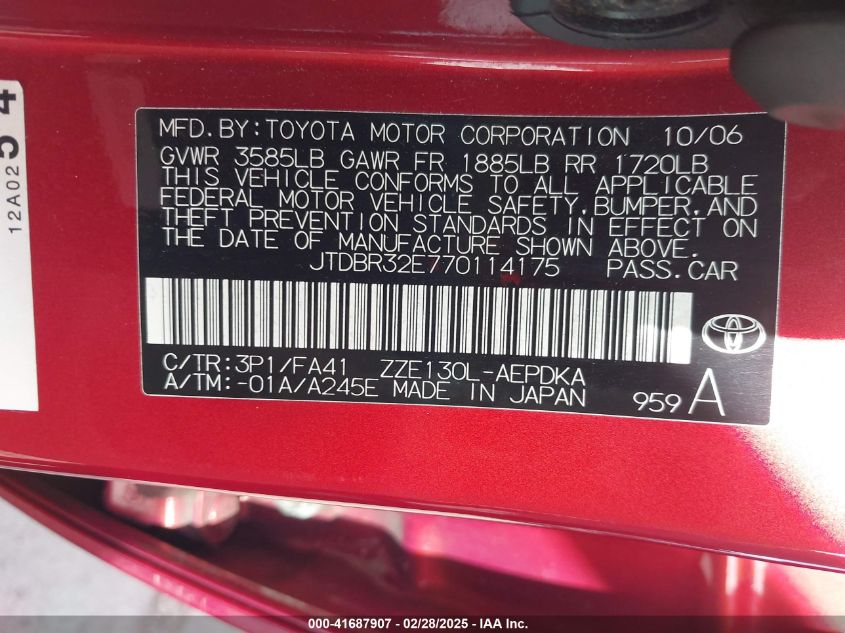 MFD. BY: TOYOTA MOTOR CORPORATION 10/06
GVWR 3585LB GAWR FR 1885LB RR 1720LB
THIS VEHICLE CONFORMS TO ALL APPLICABLE
FEDERAL MOTOR VEHICLE SAFETY, BUMPER, AND
THEFT PREVENTION STANDARDS IN EFFECT ON
THE DATE OF MANUFACTURE SHOWN ABOVE.
JTDBR32E770114175 PASS. CAR
C/TR: 3P1/FA41 ZZE130L-AEPDKA
A/TM: -01A/A245E MADE IN JAPAN 959 A
12A02 5 4
000-41687907 - 02/28/2025 - IAA Inc.